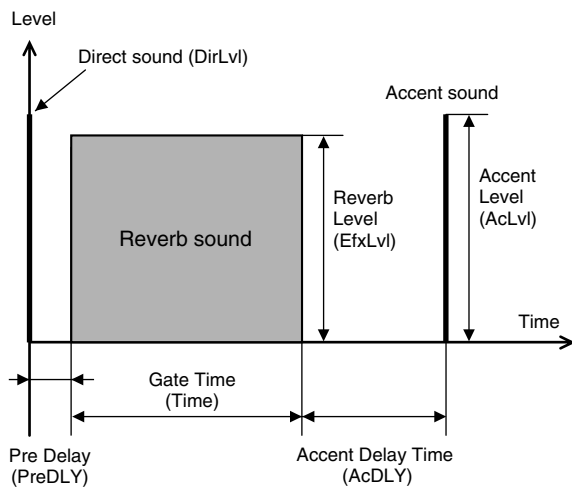 Level
Direct sound (DirLvl)
Accent sound
Reverb sound
Reverb
Level
(EfxLvl)
Accent
Level
(AcLvl)
Time
Gate Time
(Time)
Pre Delay
(PreDLY)
Accent Delay Time
(AcDLY)